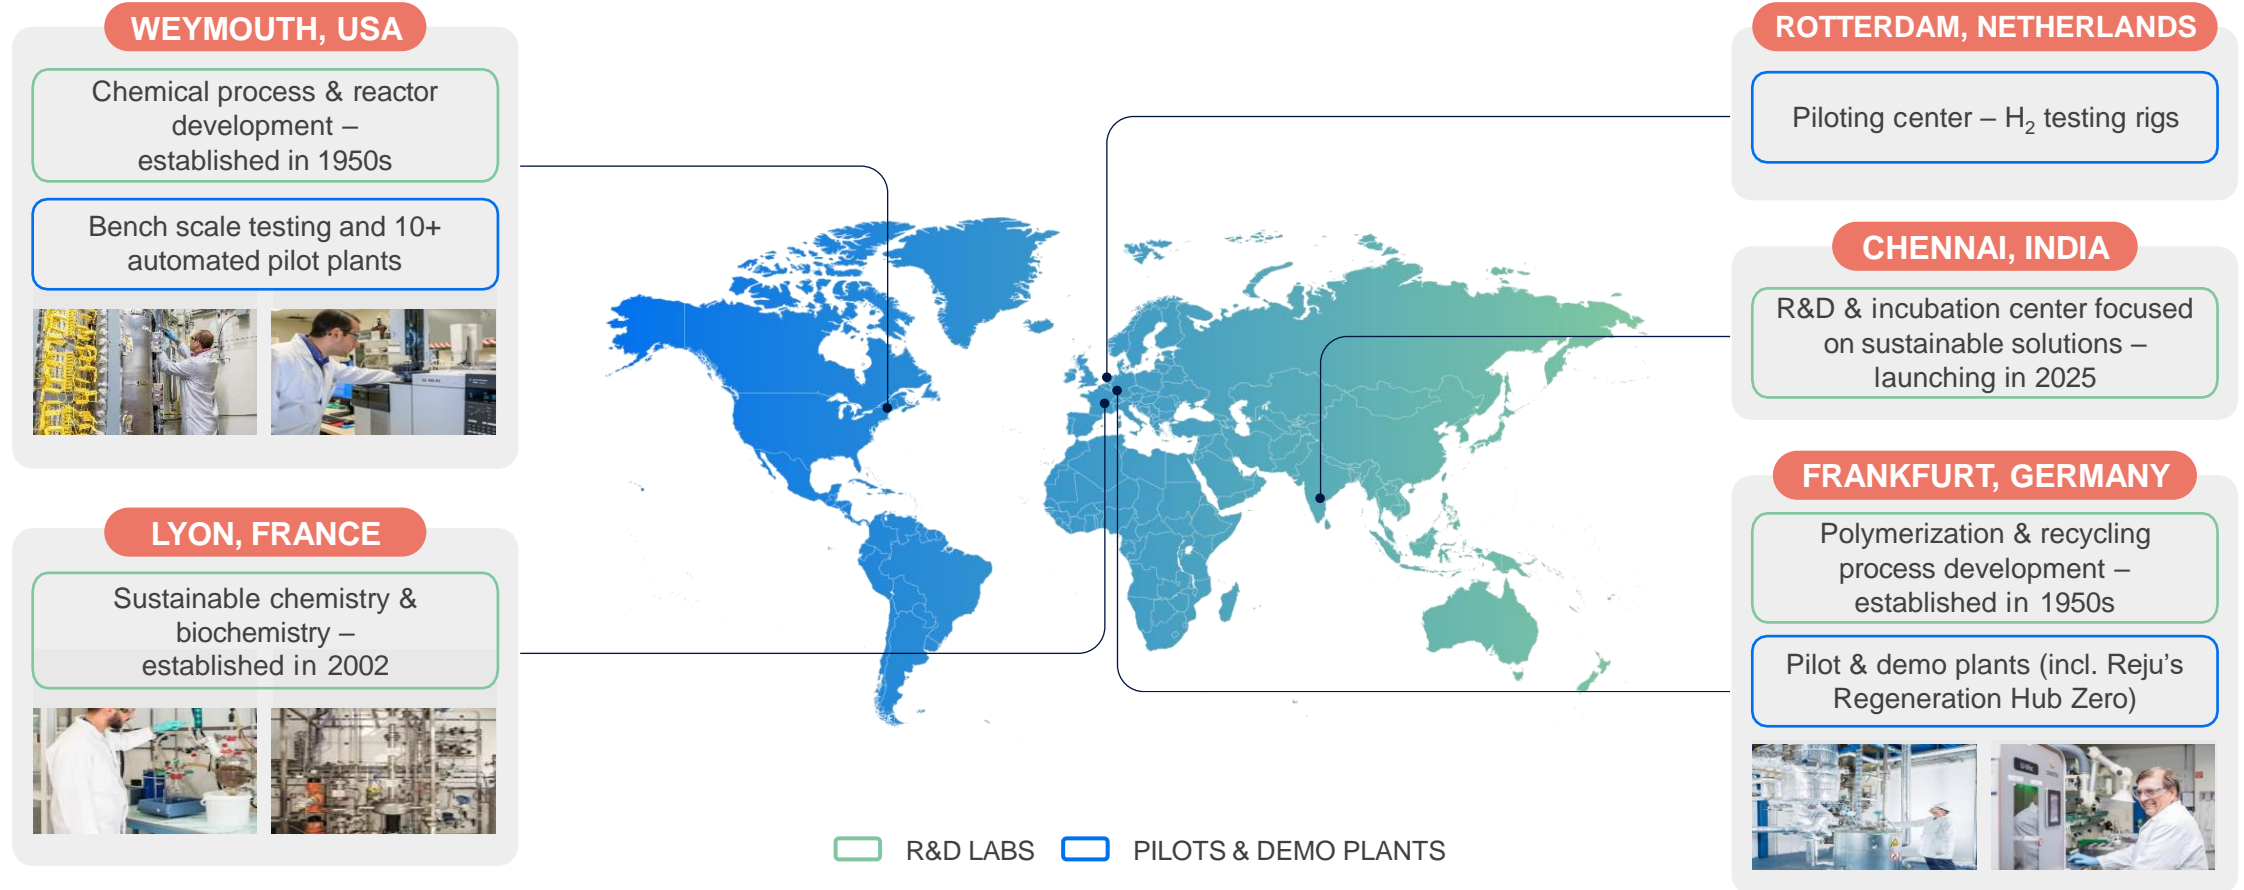 WEYMOUTH, USA
Chemical process & reactor
development –
established in 1950s
Bench scale testing and 10+
automated pilot plants
LYON, FRANCE
Sustainable chemistry &
biochemistry –
established in 2002
ROTTERDAM, NETHERLANDS
Piloting center – H₂ testing rigs
CHENNAI, INDIA
R&D & incubation center focused
on sustainable solutions –
launching in 2025
FRANKFURT, GERMANY
Polymerization & recycling
process development –
established in 1950s
Pilot & demo plants (incl. Reju’s
Regeneration Hub Zero)
R&D LABS
PILOTS & DEMO PLANTS